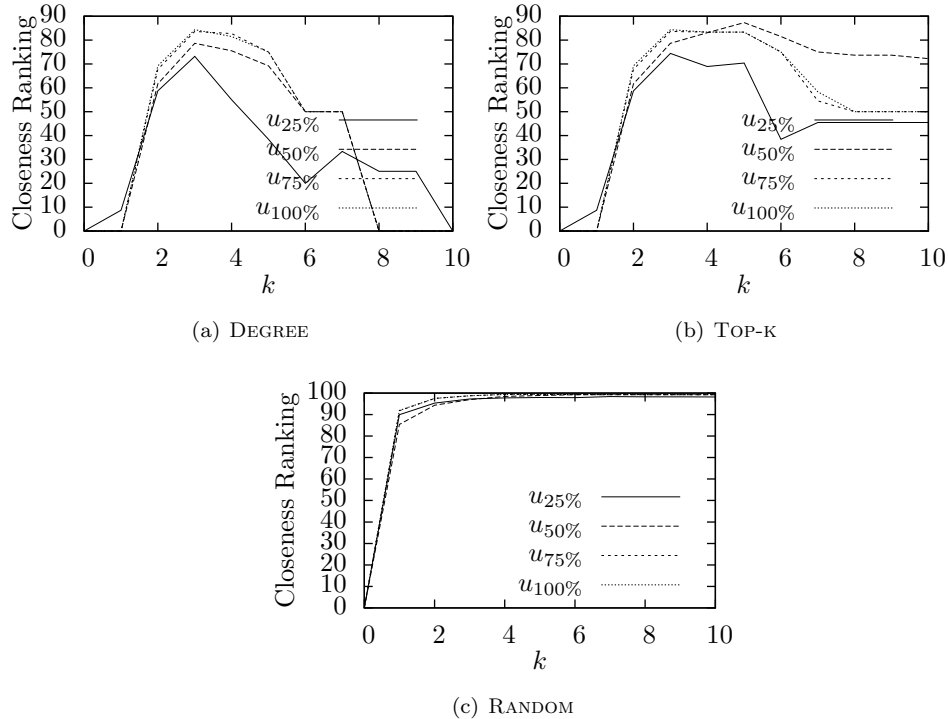 Closeness Ranking
90
80
70
60
50
40
30
20
10
0
u25%
u50%
u75%
u100%
0 2 4 6 8 10
k
(a) DEGREE
Closeness Ranking
90
80
70
60
50
40
30
20
10
0
u25%
u50%
u75%
u100%
0 2 4 6 8 10
k
(b) TOP-K
Closeness Ranking
100
90
80
70
60
50
40
30
20
10
0
u25%
u50%
u75%
u100%
0 2 4 6 8 10
k
(c) RANDOM